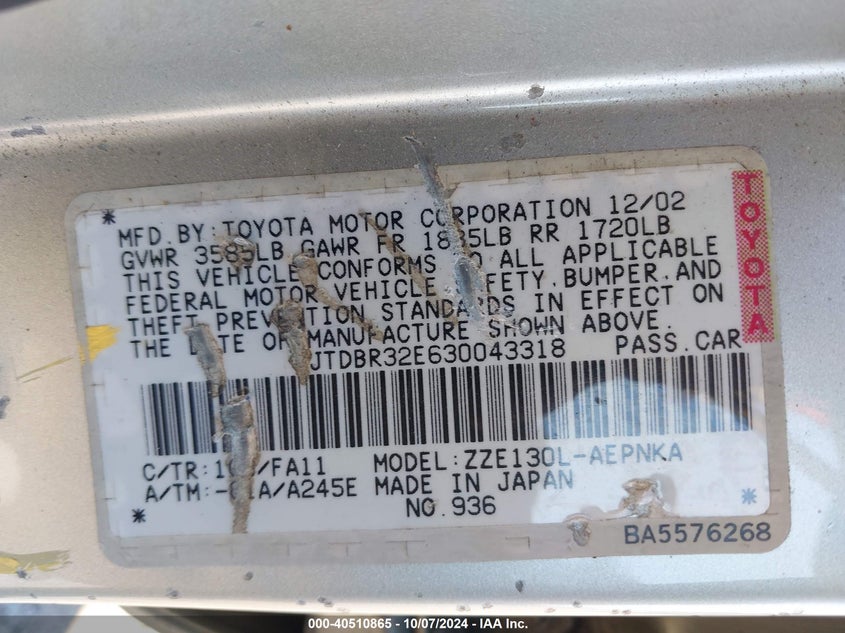 MFD.BY:TOYOTA MOTOR CORPORATION 12/02
GVWR 3585LB GAWR FR 1885LB RR 1720LB
THIS VEHICLE CONFORMS TO ALL APPLICABLE
FEDERAL MOTOR VEHICLE SAFETY,BUMPER,AND
THEFT PREVENTION STANDARDS IN EFFECT ON
THE DATE OF MANUFACTURE SHOWN ABOVE.
JTDBR32E630043318 PASS.CAR
C/TR: /FA11 MODEL:ZZE130L-AEPNKA
A/TM:- A/A245E MADE IN JAPAN
NO.936
BA5576268
TOYOTA
00-40510865 - 10/07/2024 - IAA Inc.